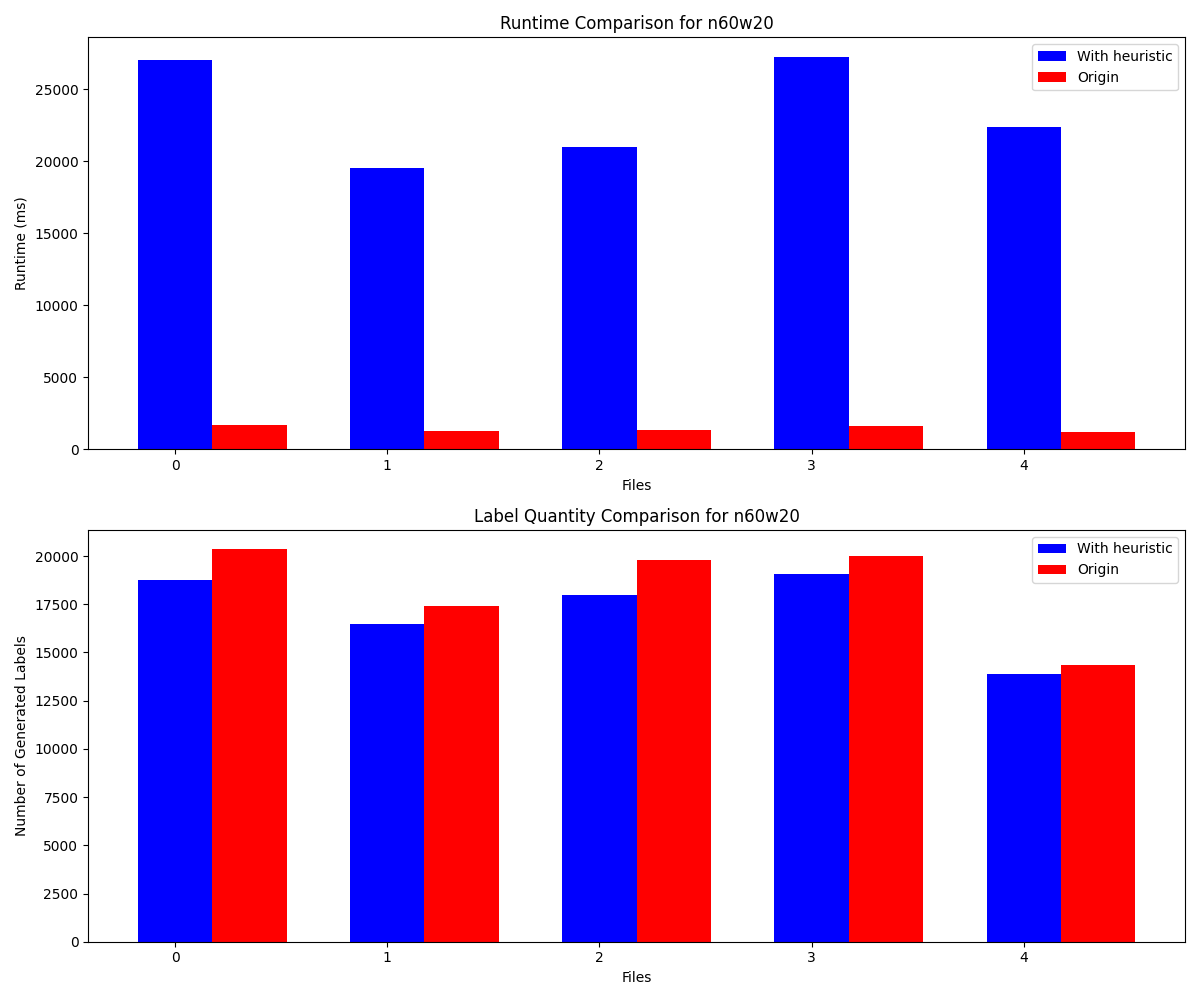 Runtime Comparison for n60w20
With heuristic
Origin
Runtime (ms)
25000
20000
15000
10000
5000
0
0 1 2 3 4
Files
Label Quantity Comparison for n60w20
With heuristic
Origin
Number of Generated Labels
20000
17500
15000
12500
10000
7500
5000
2500
0
0 1 2 3 4
Files